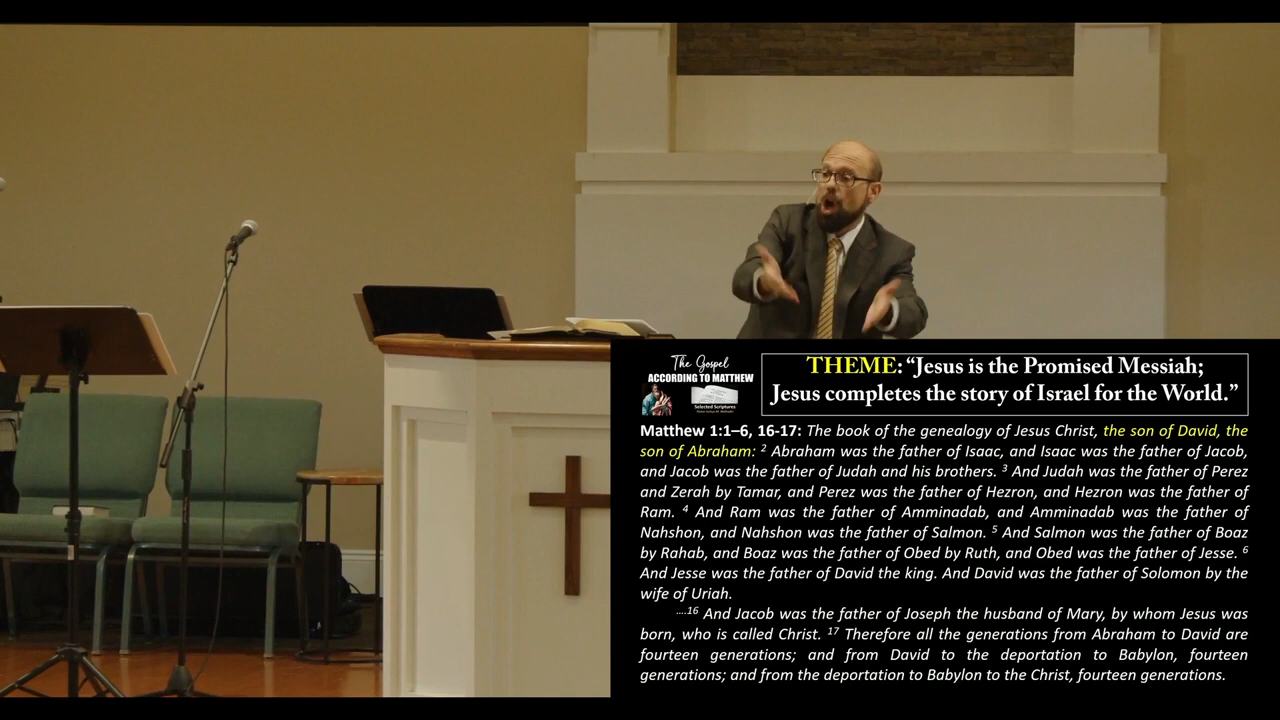 The Gospel
ACCORDING TO MATTHEW
Selected Scriptures
THEME: “Jesus is the Promised Messiah;
Jesus completes the story of Israel for the World.”
Matthew 1:1–6, 16-17: The book of the genealogy of Jesus Christ, the son of David, the
son of Abraham: 2 Abraham was the father of Isaac, and Isaac was the father of Jacob,
and Jacob was the father of Judah and his brothers. 3 And Judah was the father of Perez
and Zerah by Tamar, and Perez was the father of Hezron, and Hezron was the father of
Ram. 4 And Ram was the father of Amminadab, and Amminadab was the father of
Nahshon, and Nahshon was the father of Salmon. 5 And Salmon was the father of Boaz
by Rahab, and Boaz was the father of Obed by Ruth, and Obed was the father of Jesse. 6
And Jesse was the father of David the king. And David was the father of Solomon by the
wife of Uriah.
....16 And Jacob was the father of Joseph the husband of Mary, by whom Jesus was
born, who is called Christ. 17 Therefore all the generations from Abraham to David are
fourteen generations; and from David to the deportation to Babylon, fourteen
generations; and from the deportation to Babylon to the Christ, fourteen generations.